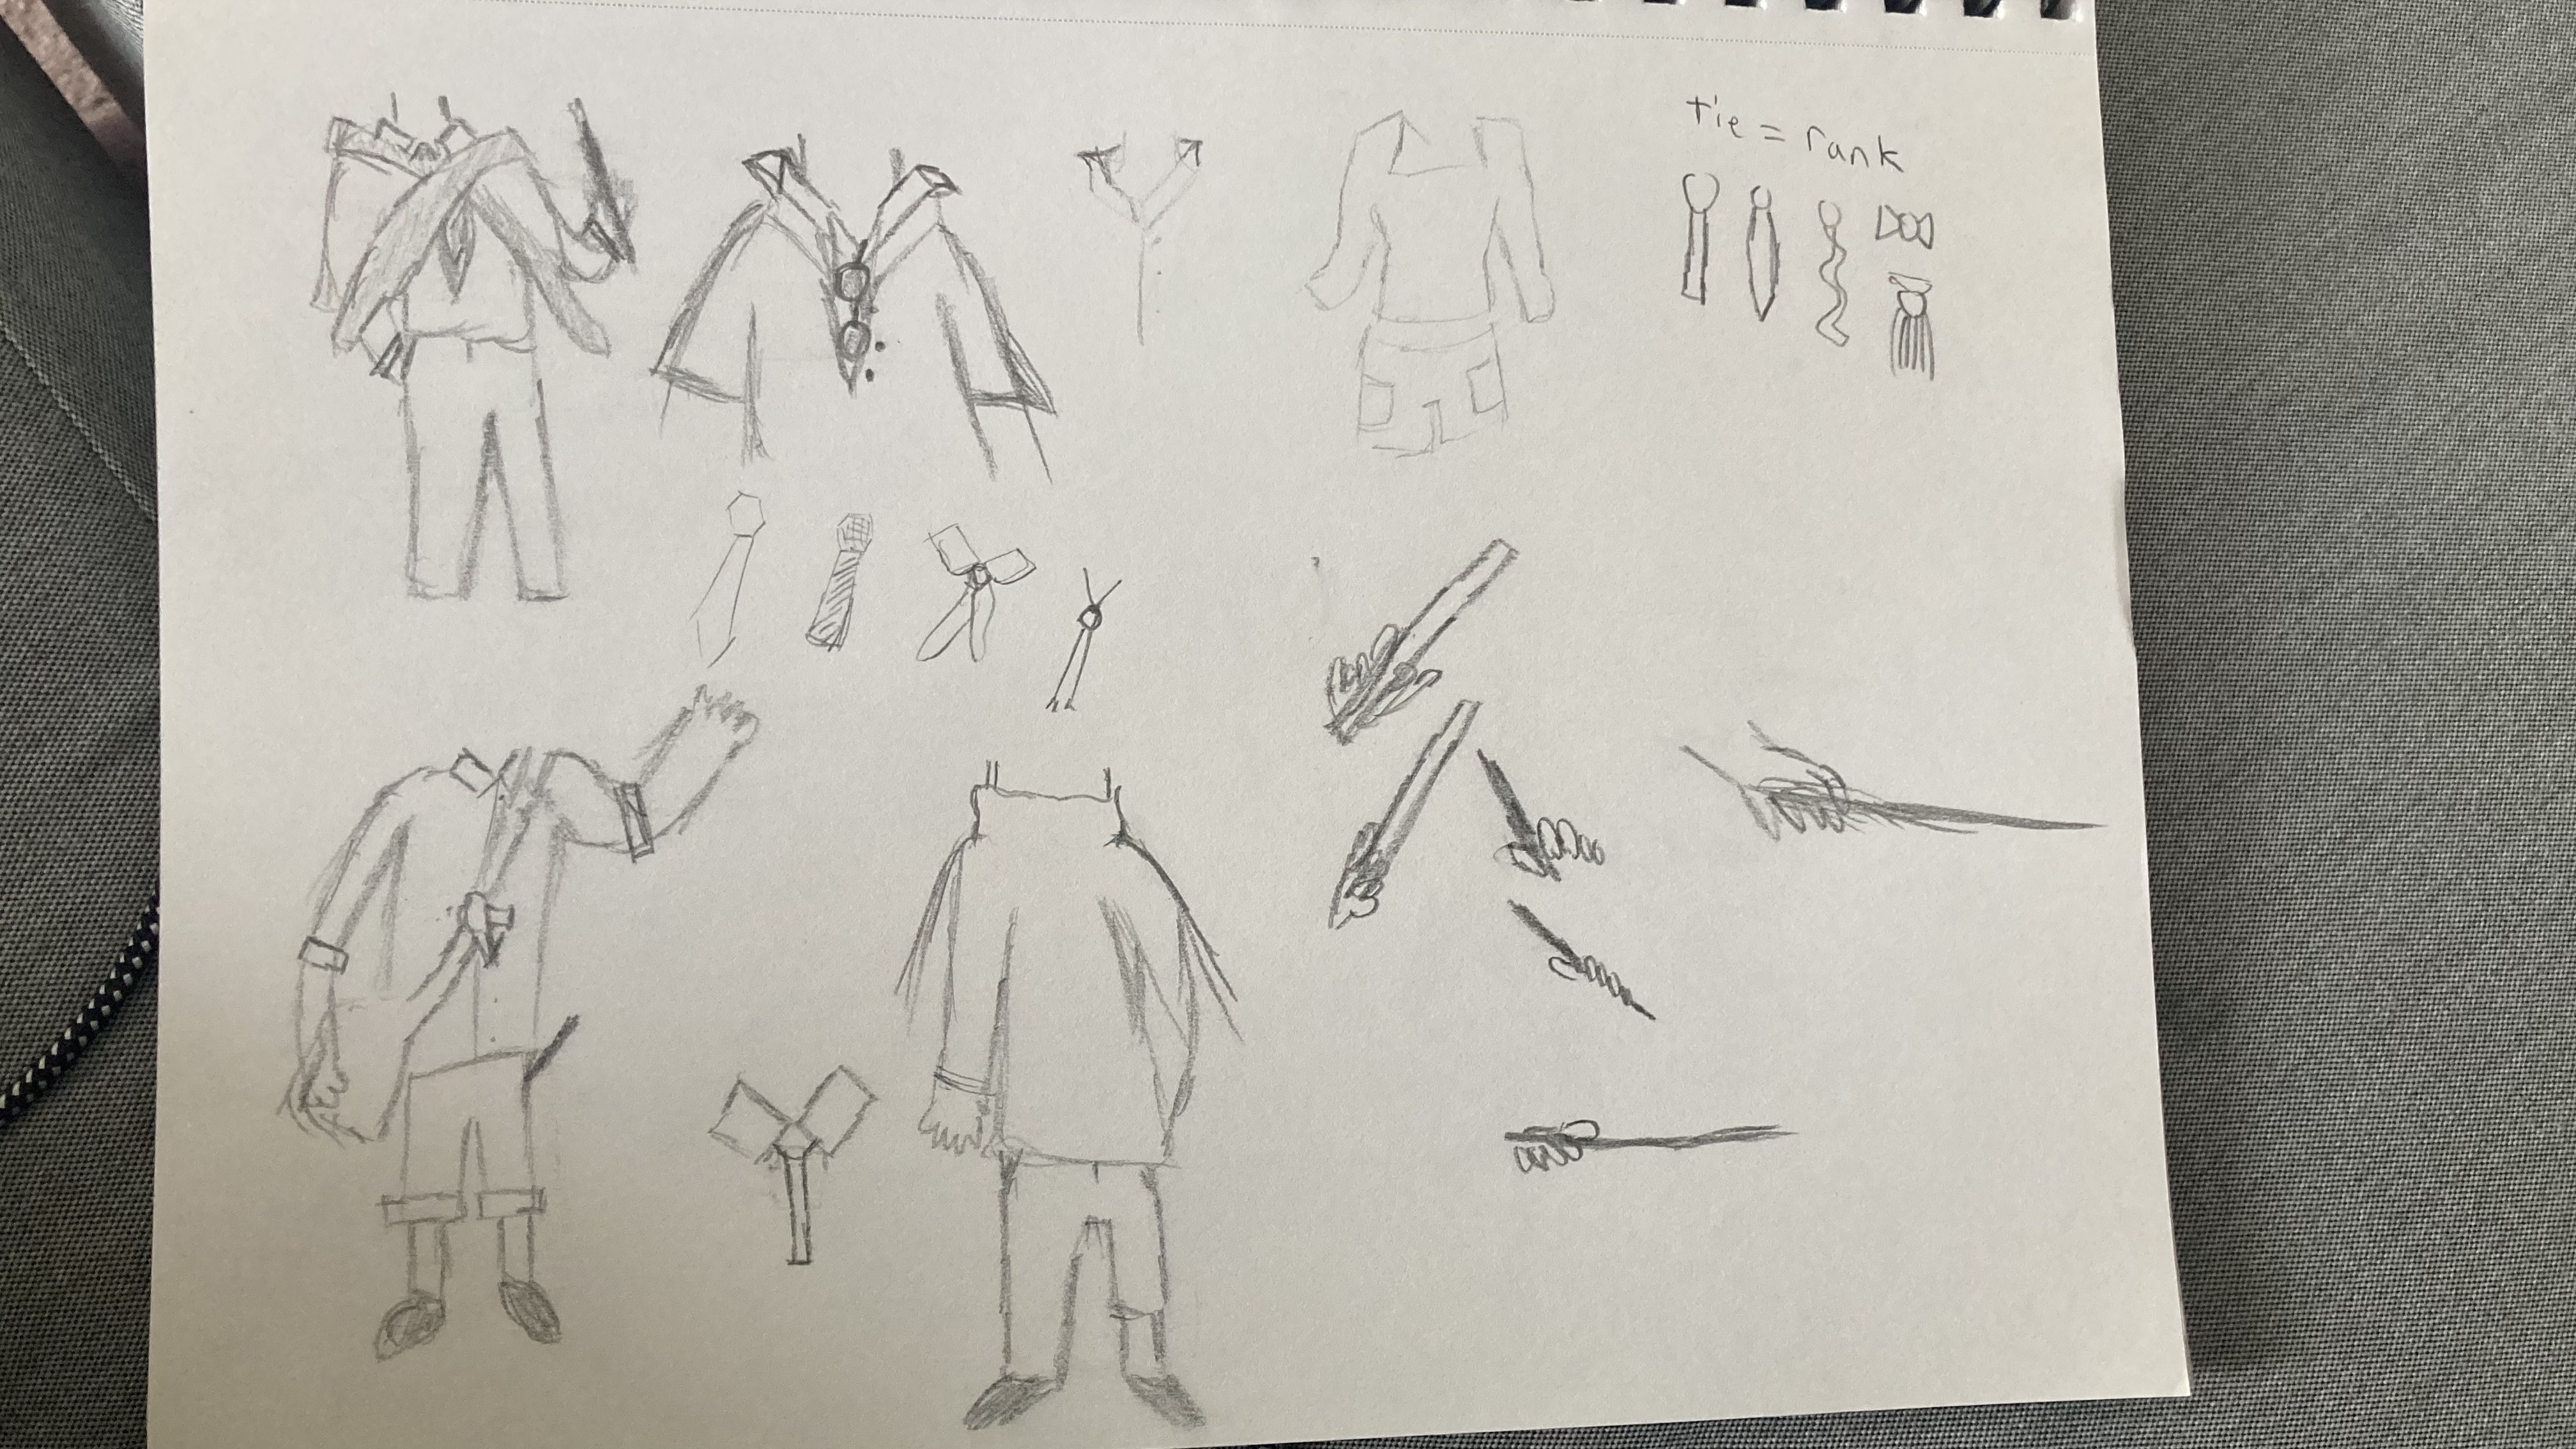 tie = rank